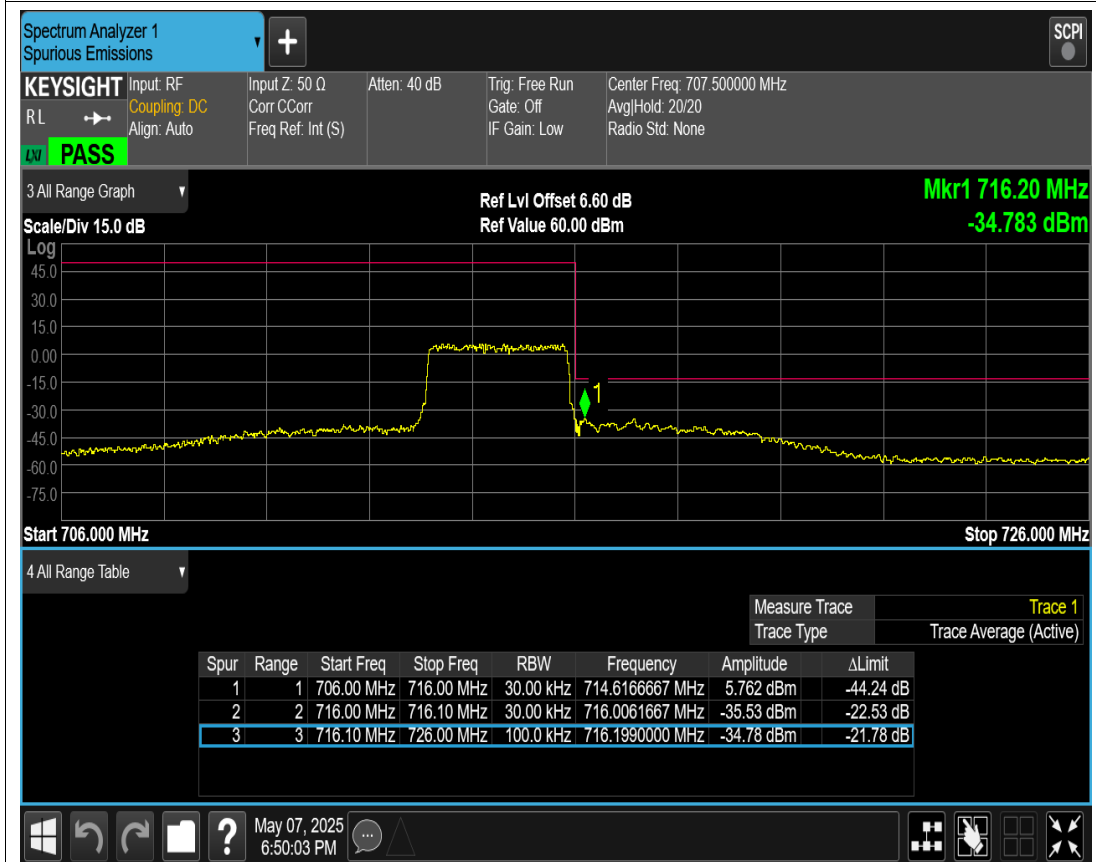 Spectrum Analyzer 1
Spurious Emissions
+
SCPI
KEYSIGHT
RL
LXI
PASS
Input: RF
Coupling: DC
Align: Auto
Input Z: 50 Ω
Corr CCorr
Freq Ref: Int (S)
Atten: 40 dB
Trig: Free Run
Gate: Off
IF Gain: Low
Center Freq: 707.500000 MHz
Avg|Hold: 20/20
Radio Std: None
3 All Range Graph
Scale/Div 15.0 dB
Ref Lvl Offset 6.60 dB
Ref Value 60.00 dBm
Mkr1 716.20 MHz
-34.783 dBm
Log
45.0
30.0
15.0
0.00
-15.0
-30.0
-45.0
-60.0
-75.0
1
Start 706.000 MHz
Stop 726.000 MHz
4 All Range Table
Measure Trace Trace 1
Trace Type Trace Average (Active)
Spur Range Start Freq Stop Freq RBW Frequency Amplitude ΔLimit
1 1 706.00 MHz 716.00 MHz 30.00 kHz 714.6166667 MHz 5.762 dBm -44.24 dB
2 2 716.00 MHz 716.10 MHz 30.00 kHz 716.0061667 MHz -35.53 dBm -22.53 dB
3 3 716.10 MHz 726.00 MHz 100.0 kHz 716.1990000 MHz -34.78 dBm -21.78 dB
?
May 07, 2025
6:50:03 PM